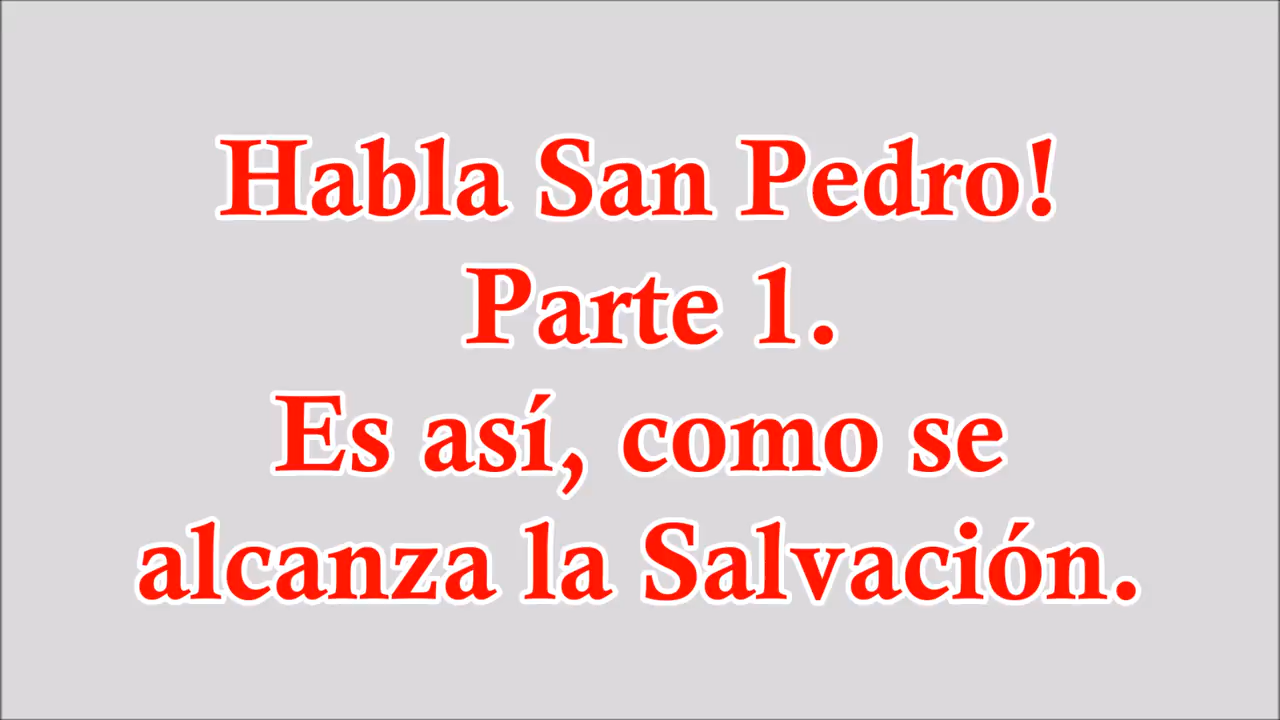 Habla San Pedro!
Parte 1.
Es así, como se
alcanza la Salvación.